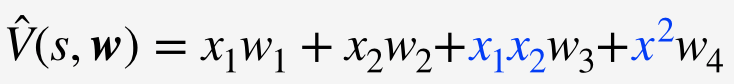 V̂(s, w) = x₁w₁ + x₂w₂+x₁x₂w₃+x²w₄